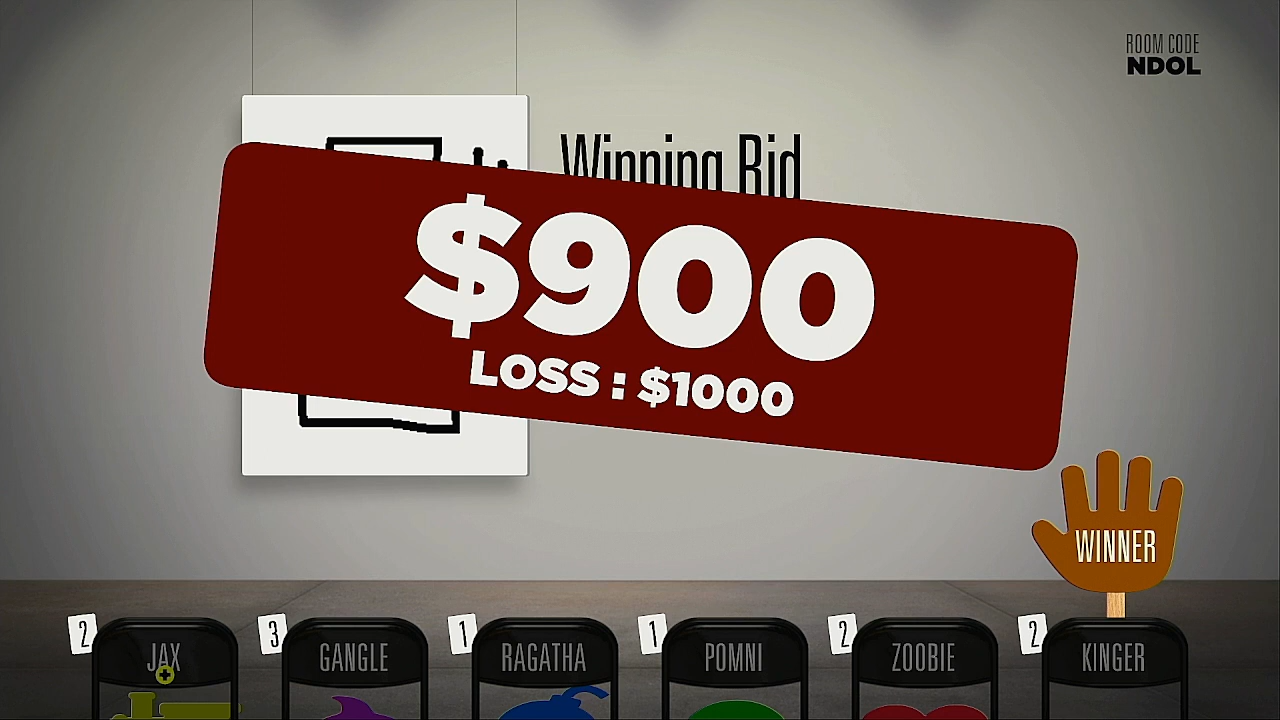 ROOM CODE
NDOL
Winning Bid
$900
LOSS : $1000
WINNER
2
JAX
3
GANGLE
1
RAGATHA
1
POMNI
2
ZOOBIE
2
KINGER